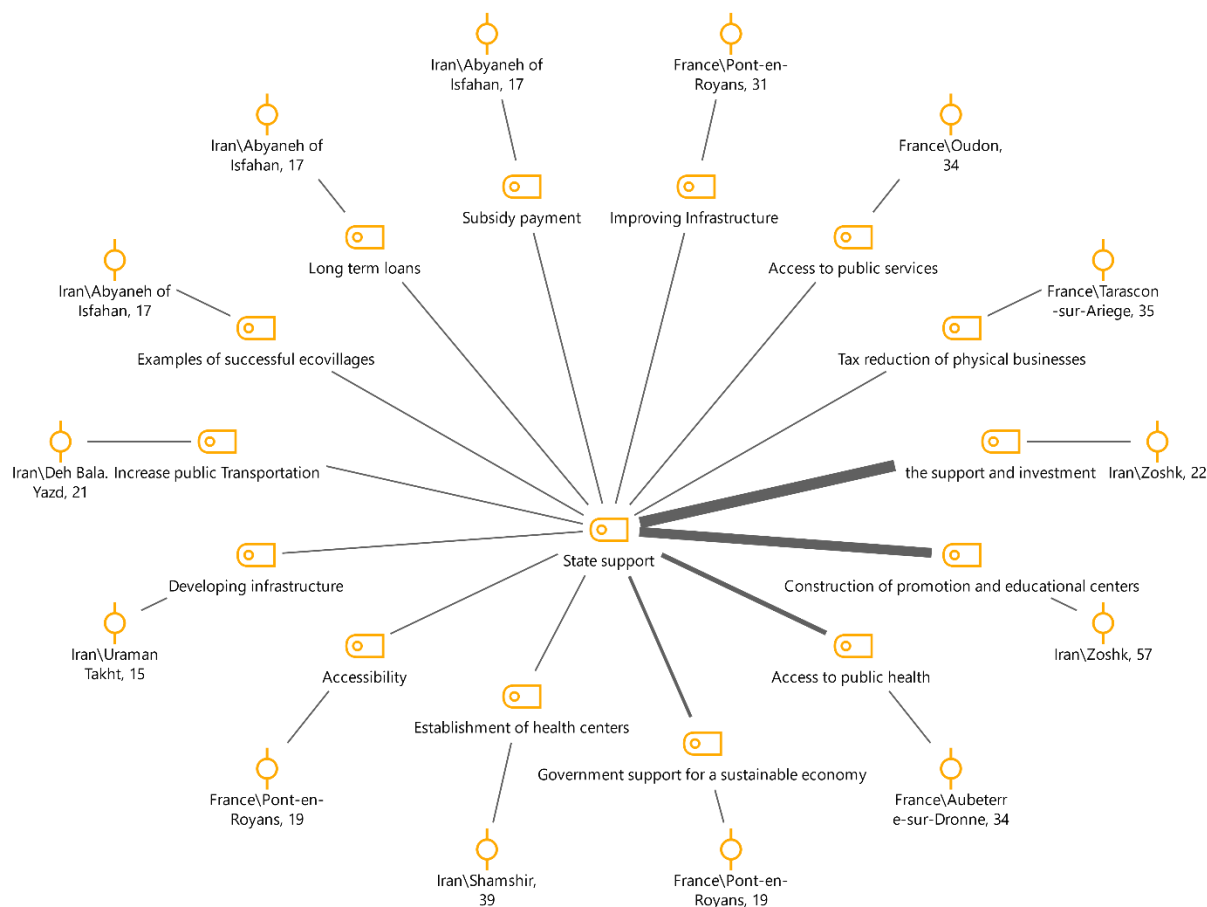 Iran\Abyaneh of
Isfahan, 17
France\Pont-en-
Royans, 31
Iran\Abyaneh of
Isfahan, 17
France\Oudon,
34
Subsidy payment
Improving Infrastructure
Long term loans
Access to public services
Iran\Abyaneh of
Isfahan, 17
France\Tarascon
-sur-Ariege, 35
Examples of successful ecovillages
Tax reduction of physical businesses
Iran\Deh Bala.
Yazd, 21
Increase public Transportation
the support and investment
Iran\Zoshk, 22
State support
Developing infrastructure
Construction of promotion and educational centers
Iran\Uraman
Takht, 15
Iran\Zoshk, 57
Accessibility
Access to public health
Establishment of health centers
Government support for a sustainable economy
France\Pont-en-
Royans, 19
France\Aubeterr
e-sur-Dronne, 34
Iran\Shamshir,
39
France\Pont-en-
Royans, 19